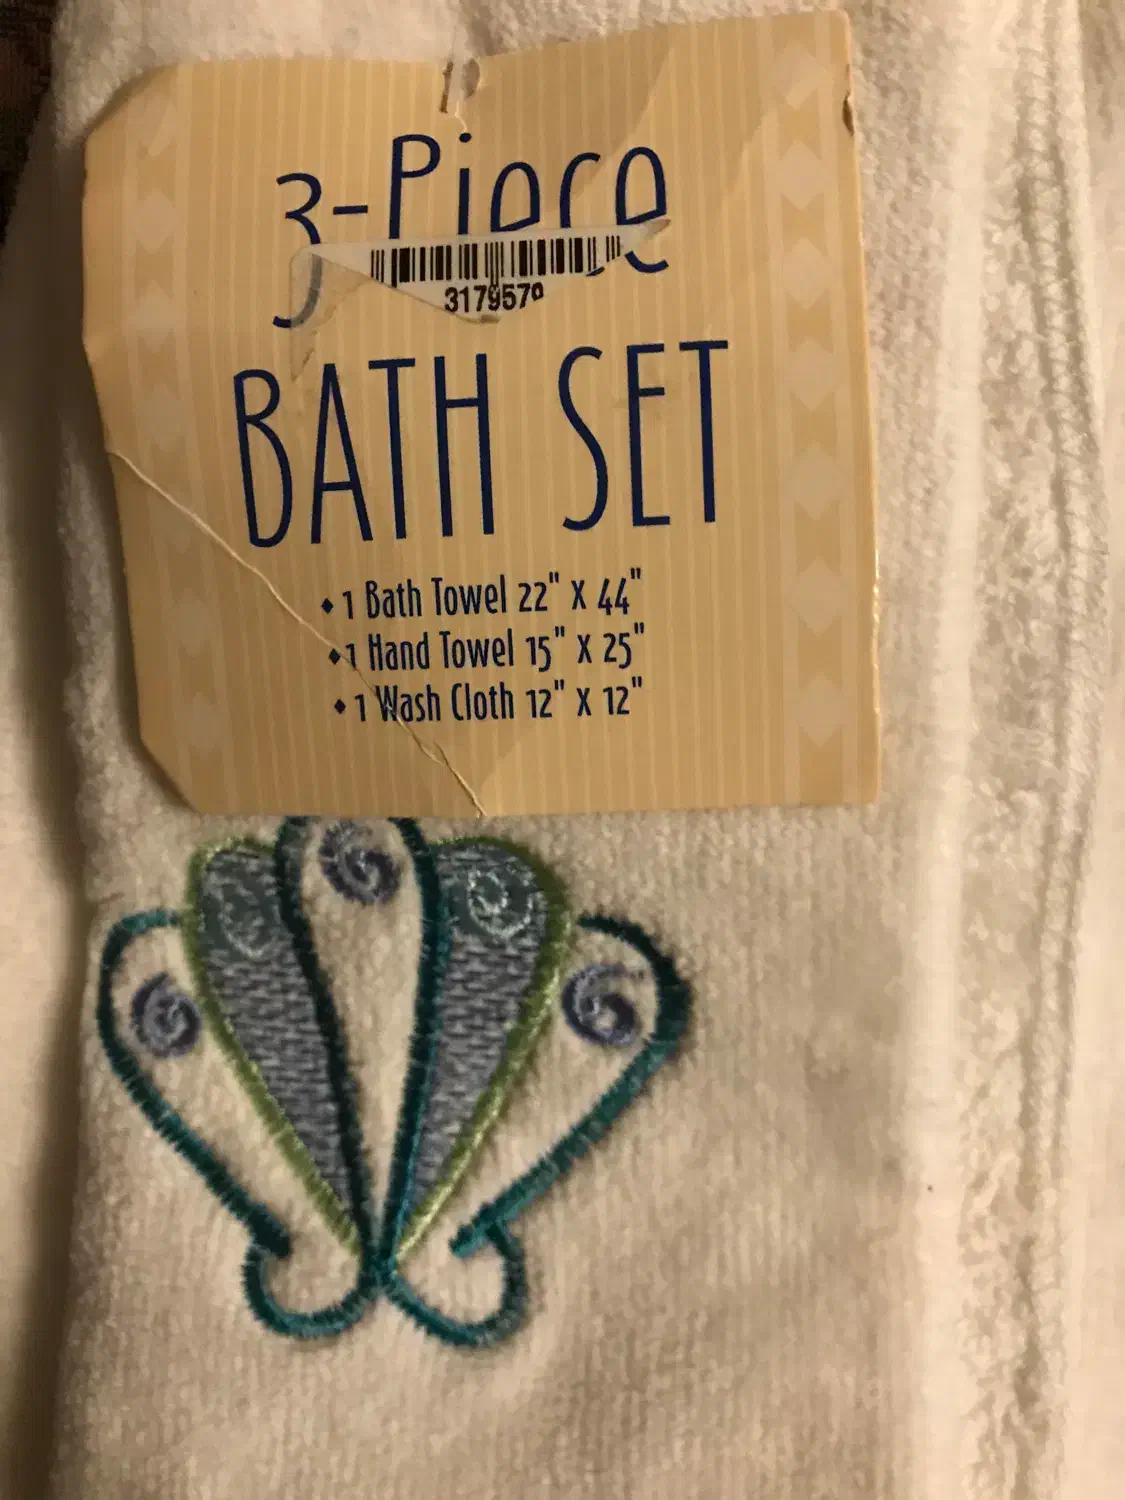 3-Piece
3179579
BATH SET
♦ 1 Bath Towel 22" X 44"
♦ 1 Hand Towel 15" X 25"
♦ 1 Wash Cloth 12" X 12"